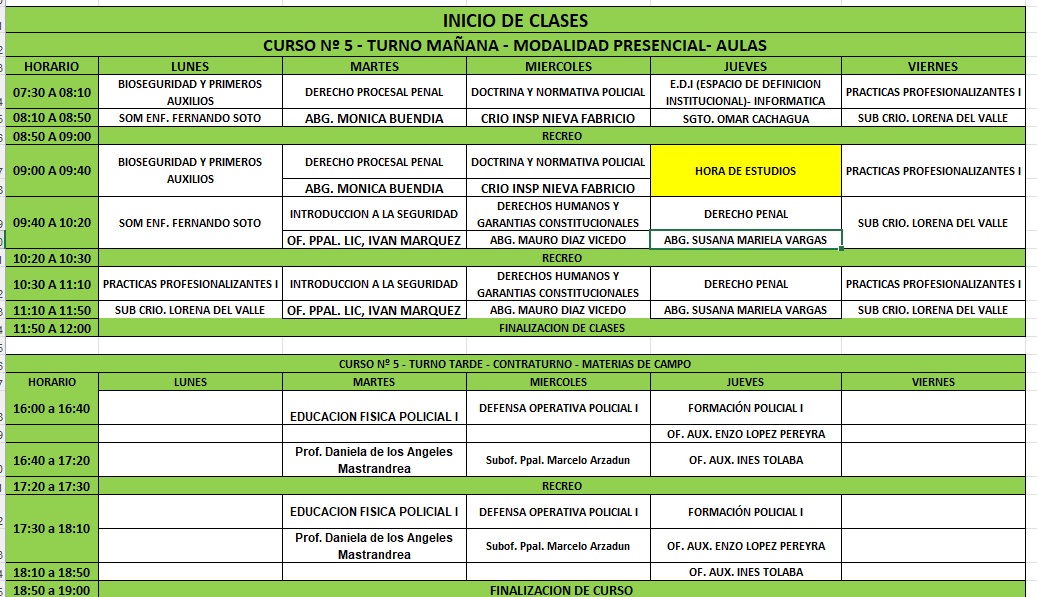 INICIO DE CLASES
CURSO Nº 5 - TURNO MAÑANA - MODALIDAD PRESENCIAL- AULAS
HORARIO LUNES MARTES MIERCOLES JUEVES VIERNES
07:30 A 08:10 BIOSEGURIDAD Y PRIMEROS AUXILIOS DERECHO PROCESAL PENAL DOCTRINA Y NORMATIVA POLICIAL E.D.I (ESPACIO DE DEFINICION INSTITUCIONAL)- INFORMATICA PRACTICAS PROFESIONALIZANTES I
08:10 A 08:50 SOM ENF. FERNANDO SOTO ABG. MONICA BUENDIA CRIO INSP NIEVA FABRICIO SGTO. OMAR CACHAGUA SUB CRIO. LORENA DEL VALLE
08:50 A 09:00 RECREO
09:00 A 09:40 BIOSEGURIDAD Y PRIMEROS AUXILIOS DERECHO PROCESAL PENAL DOCTRINA Y NORMATIVA POLICIAL HORA DE ESTUDIOS PRACTICAS PROFESIONALIZANTES I
ABG. MONICA BUENDIA CRIO INSP NIEVA FABRICIO
09:40 A 10:20 SOM ENF. FERNANDO SOTO INTRODUCCION A LA SEGURIDAD DERECHOS HUMANOS Y GARANTIAS CONSTITUCIONALES DERECHO PENAL SUB CRIO. LORENA DEL VALLE
OF. PPAL. LIC, IVAN MARQUEZ ABG. MAURO DIAZ VICEDO ABG. SUSANA MARIELA VARGAS
10:20 A 10:30 RECREO
10:30 A 11:10 PRACTICAS PROFESIONALIZANTES I INTRODUCCION A LA SEGURIDAD DERECHOS HUMANOS Y GARANTIAS CONSTITUCIONALES DERECHO PENAL PRACTICAS PROFESIONALIZANTES I
11:10 A 11:50 SUB CRIO. LORENA DEL VALLE OF. PPAL. LIC, IVAN MARQUEZ ABG. MAURO DIAZ VICEDO ABG. SUSANA MARIELA VARGAS SUB CRIO. LORENA DEL VALLE
11:50 A 12:00 FINALIZACION DE CLASES
CURSO Nº 5 - TURNO TARDE - CONTRATURNO - MATERIAS DE CAMPO
HORARIO LUNES MARTES MIERCOLES JUEVES VIERNES
16:00 a 16:40 EDUCACION FISICA POLICIAL I DEFENSA OPERATIVA POLICIAL I FORMACIÓN POLICIAL I
OF. AUX. ENZO LOPEZ PEREYRA
16:40 a 17:20 Prof. Daniela de los Angeles Mastrandrea Subof. Ppal. Marcelo Arzadun OF. AUX. INES TOLABA
17:20 a 17:30 RECREO
17:30 a 18:10 EDUCACION FISICA POLICIAL I DEFENSA OPERATIVA POLICIAL I FORMACIÓN POLICIAL I
Prof. Daniela de los Angeles Mastrandrea Subof. Ppal. Marcelo Arzadun OF. AUX. ENZO LOPEZ PEREYRA
18:10 a 18:50 OF. AUX. INES TOLABA
18:50 a 19:00 FINALIZACION DE CURSO